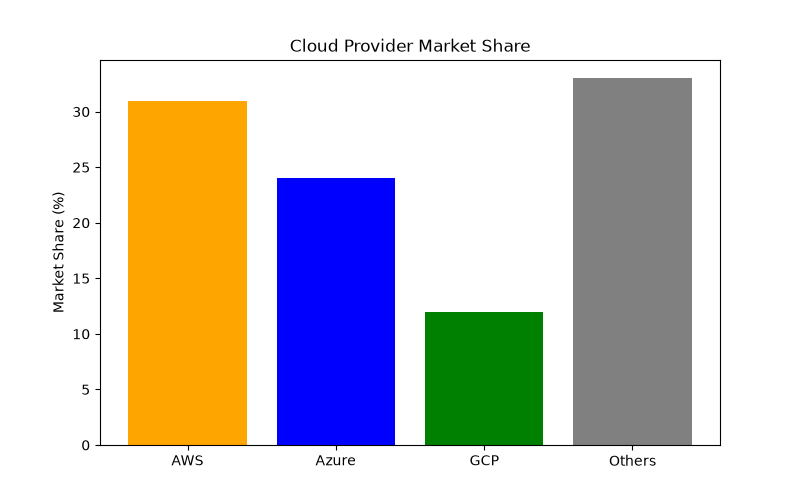 Cloud Provider Market Share
Market Share (%)
30
25
20
15
10
5
0
AWS
Azure
GCP
Others